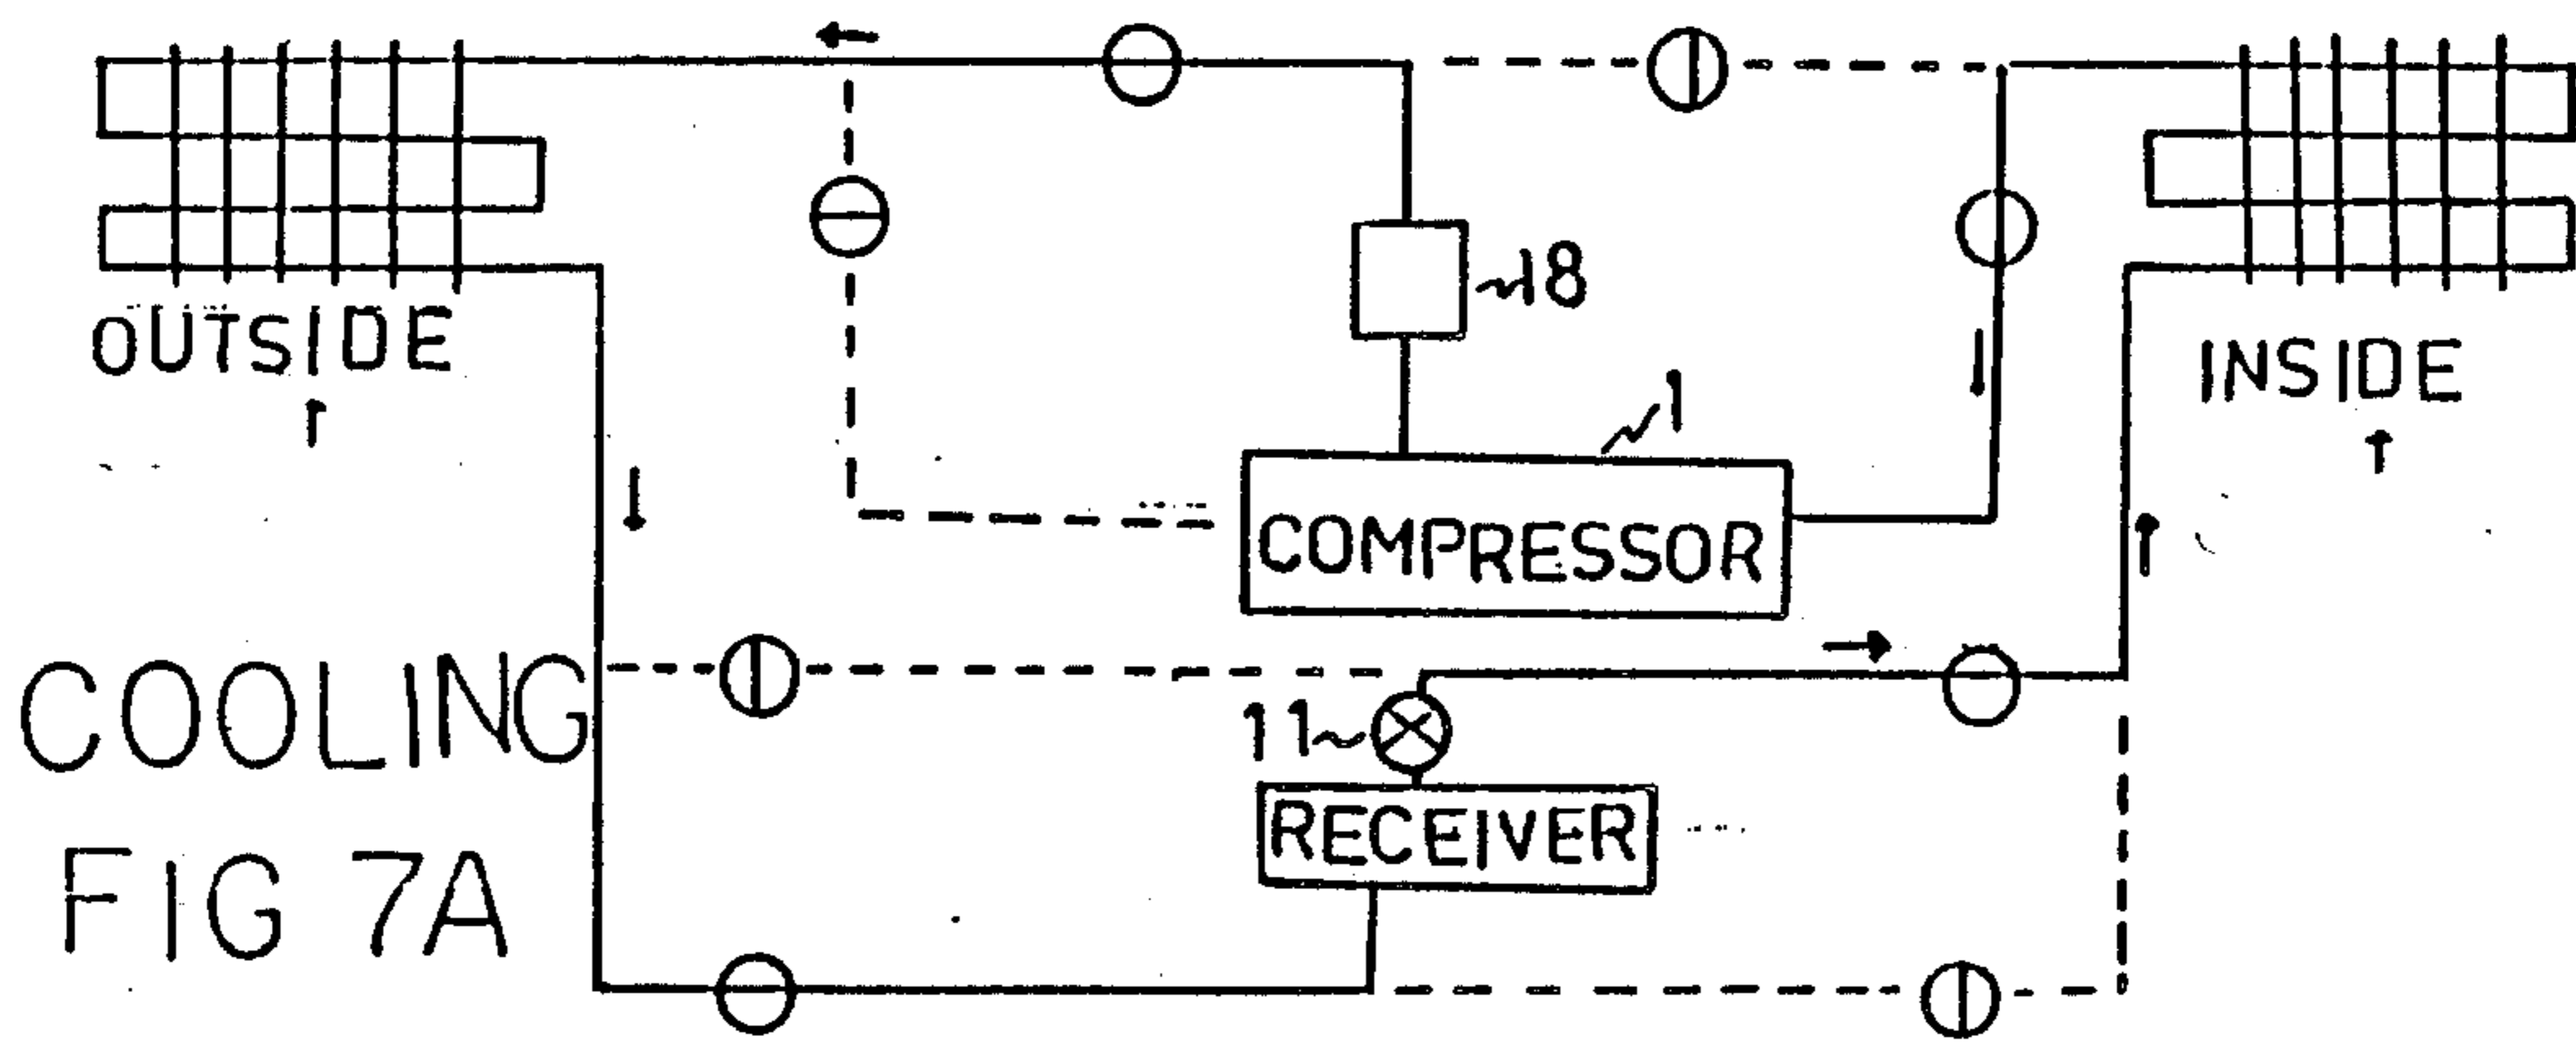 18
OUTSIDE
1
INSIDE
COMPRESSOR
COOLING
11
RECEIVER
FIG 7A